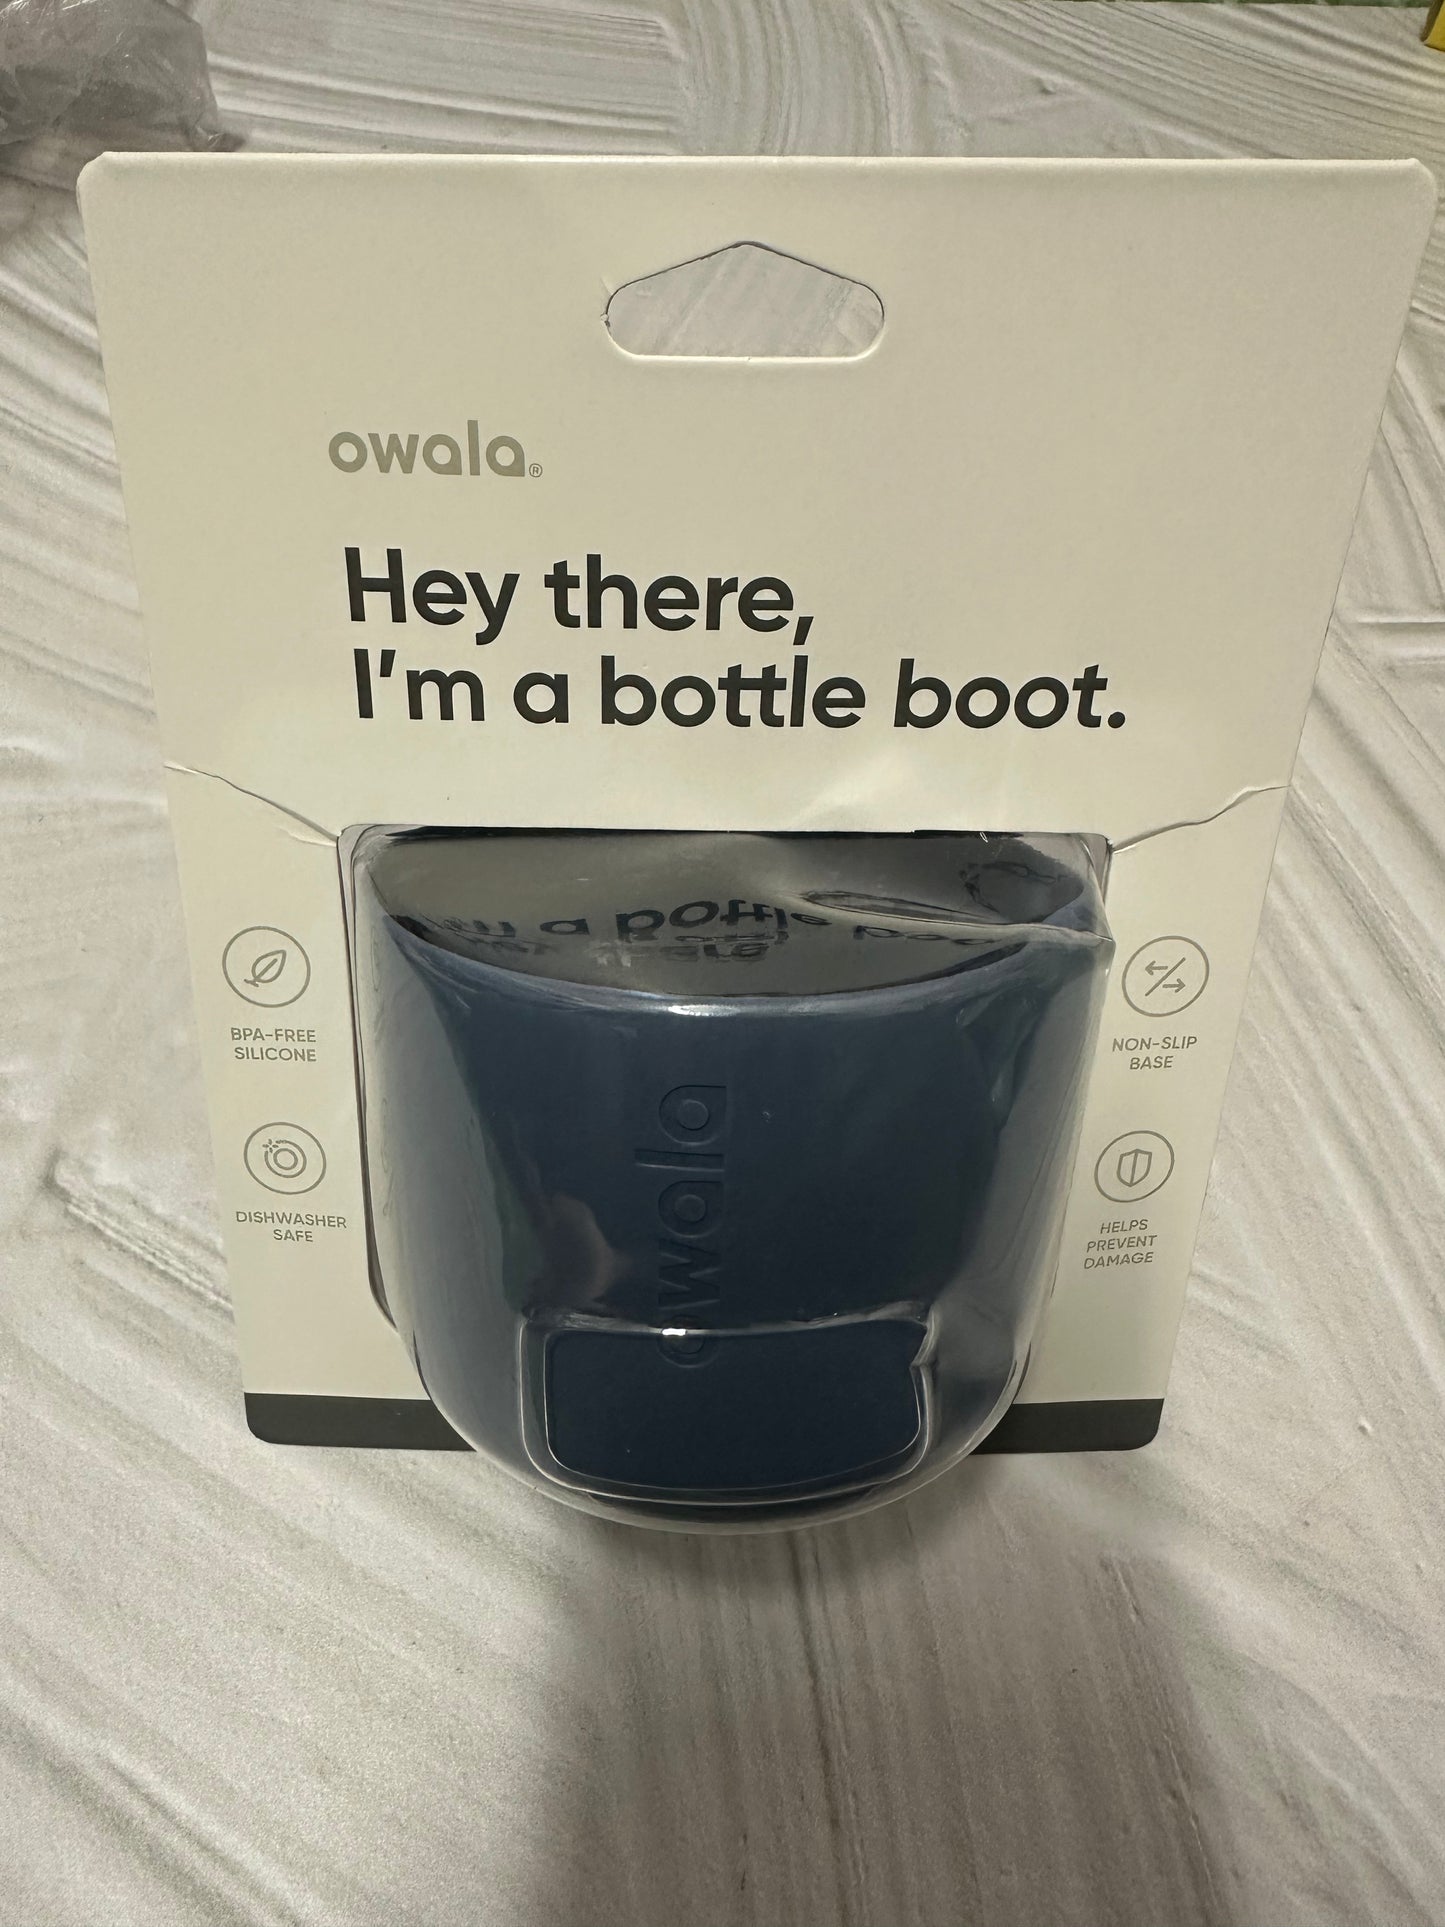 owala®
Hey there,
I'm a bottle boot.
BPA-FREE
SILICONE
DISHWASHER
SAFE
NON-SLIP
BASE
HELPS
PREVENT
DAMAGE
owala